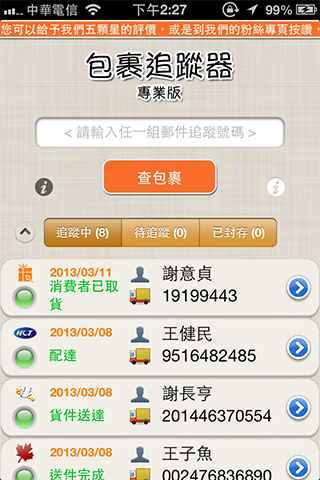 中華電信 下午2:27 99%
您可以給予我們五顆星的評價，或是到我們的粉絲專頁按讚，
包裹追蹤器
專業版
< 請輸入任一組郵件追蹤號碼 >
查包裹
追蹤中 (8) 待追蹤 (0) 已封存 (0)
2013/03/11 謝意貞
消費者已取貨 19199443
HCT 2013/03/08 王健民
配達 9516482485
2013/03/08 謝長亨
貨件送達 201446370554
2013/03/08 王子魚
送件完成 002476836890